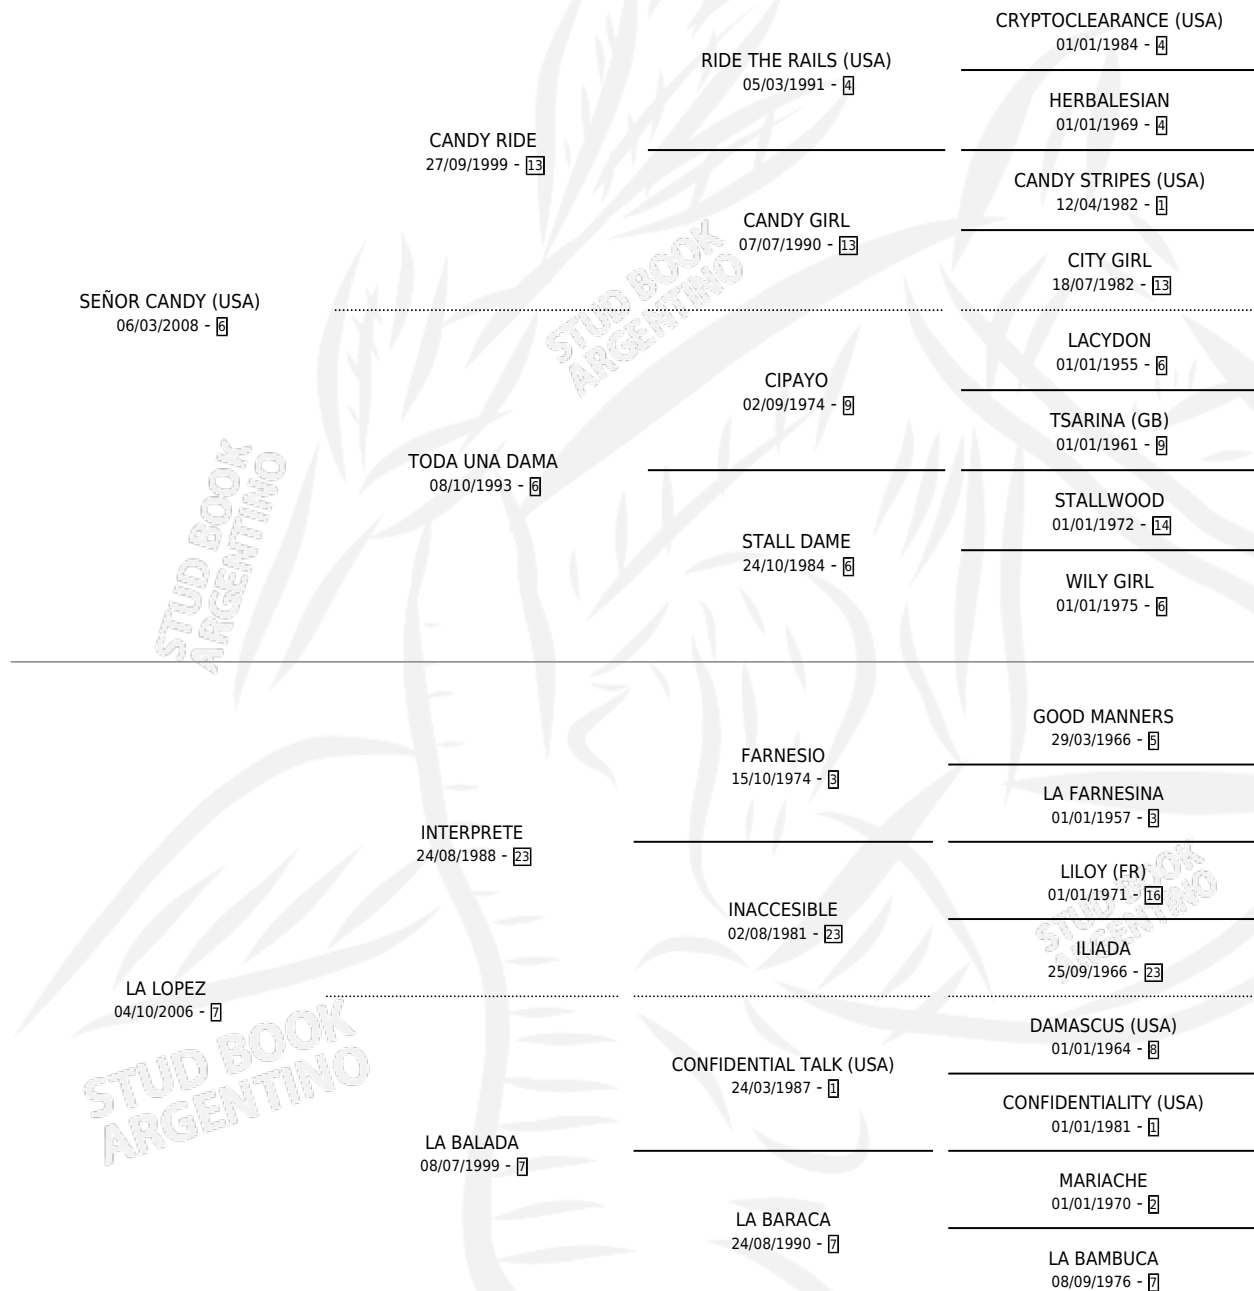 CRYPTOCLEARANCE (USA)
01/01/1984 - 4
RIDE THE RAILS (USA)
05/03/1991 - 4
HERBALESIAN
01/01/1969 - 4
CANDY RIDE
27/09/1999 - 13
CANDY STRIPES (USA)
12/04/1982 - 1
CANDY GIRL
07/07/1990 - 13
CITY GIRL
18/07/1982 - 13
SEÑOR CANDY (USA)
06/03/2008 - 6
LACYDON
01/01/1955 - 6
CIPAYO
02/09/1974 - 9
TSARINA (GB)
01/01/1961 - 9
TODA UNA DAMA
08/10/1993 - 6
STALLWOOD
01/01/1972 - 14
STALL DAME
24/10/1984 - 6
WILY GIRL
01/01/1975 - 6
GOOD MANNERS
29/03/1966 - 5
FARNESIO
15/10/1974 - 3
LA FARNESINA
01/01/1957 - 3
INTERPRETE
24/08/1988 - 23
LILOY (FR)
01/01/1971 - 16
INACCESIBLE
02/08/1981 - 23
ILIADA
25/09/1966 - 23
LA LOPEZ
04/10/2006 - 7
DAMASCUS (USA)
01/01/1964 - 8
CONFIDENTIAL TALK (USA)
24/03/1987 - 1
CONFIDENTIALITY (USA)
01/01/1981 - 1
LA BALADA
08/07/1999 - 7
MARIACHE
01/01/1970 - 2
LA BARACA
24/08/1990 - 7
LA BAMBUCA
08/09/1976 - 7
STUD BOOK
ARGENTINO
STUD BOOK
ARGENTINO
STUD BOOK
ARGENTINO
STUD BOOK
ARGENTINO